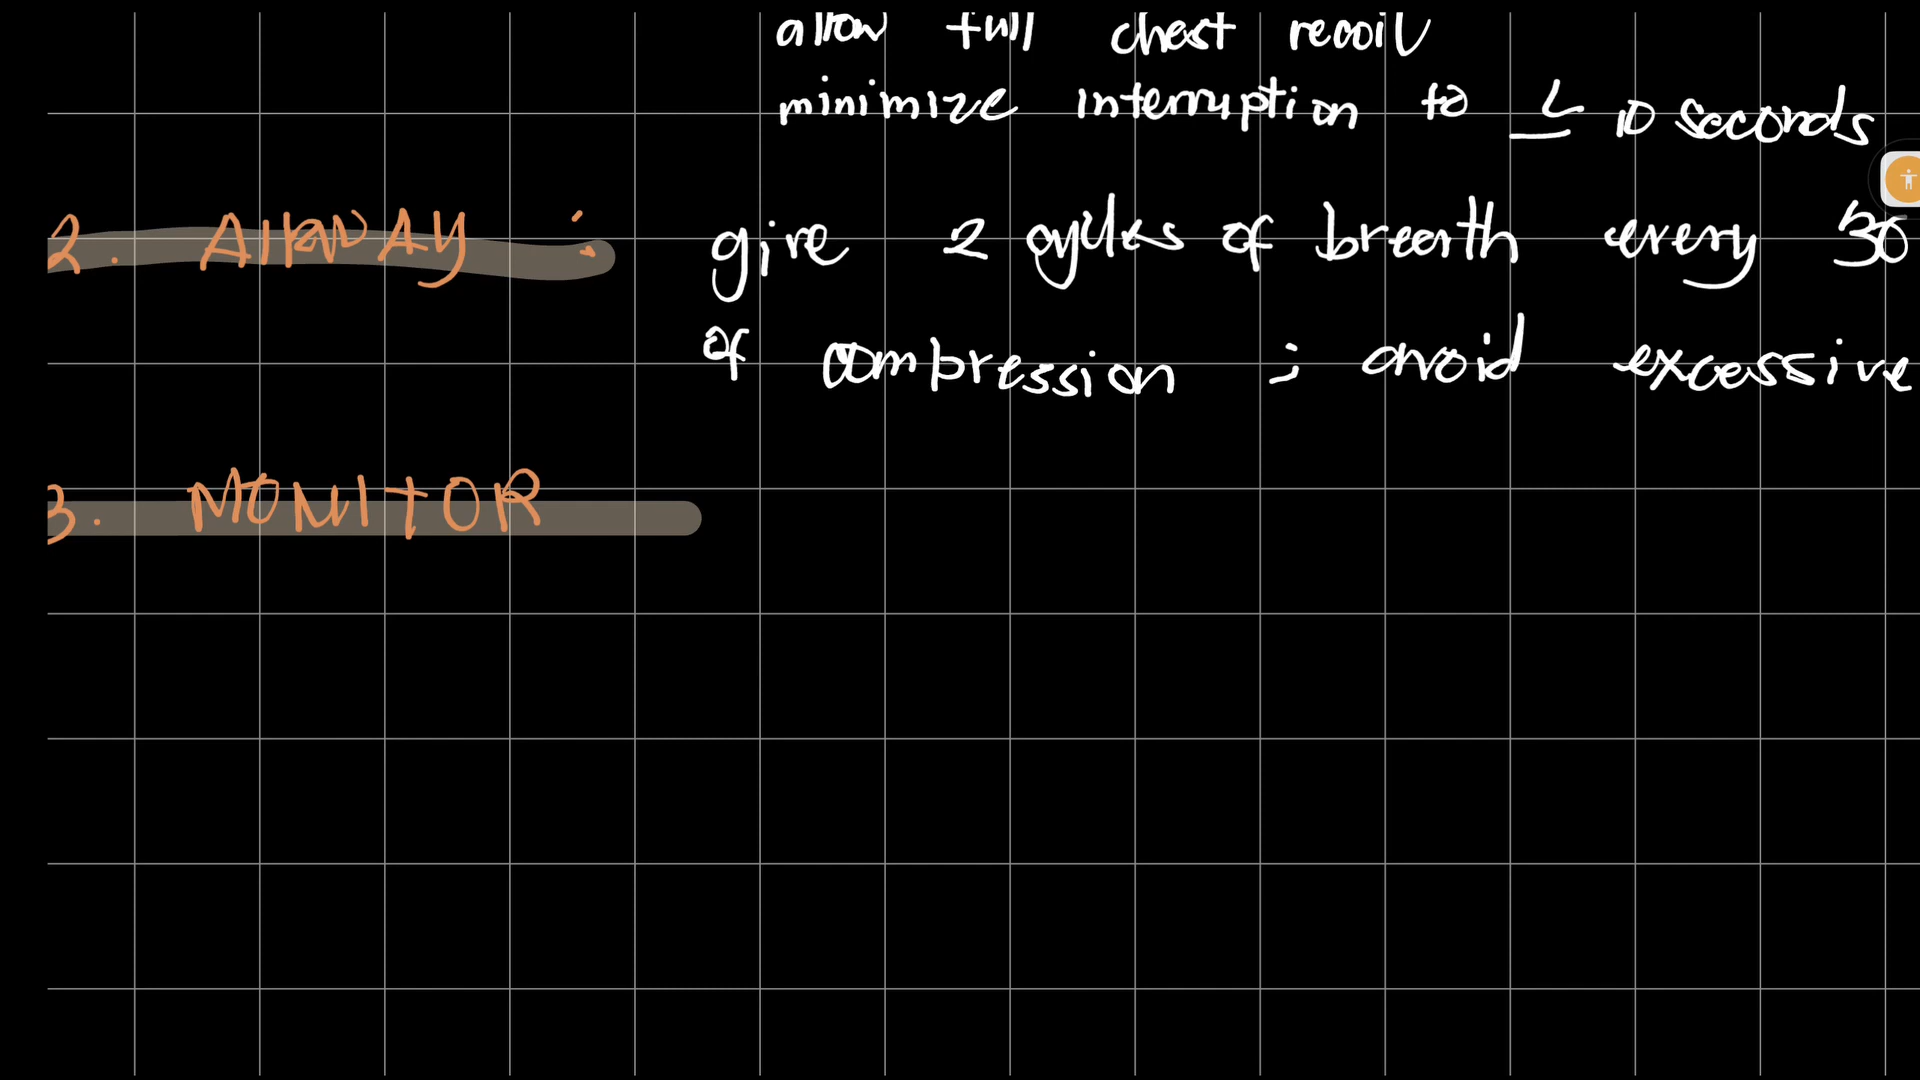 allow full chest recoil
minimize interruption to ≤ 10 seconds
2. AIRWAY : give 2 cycles of breath every 30
of compression ; avoid excessive
3. MONITOR